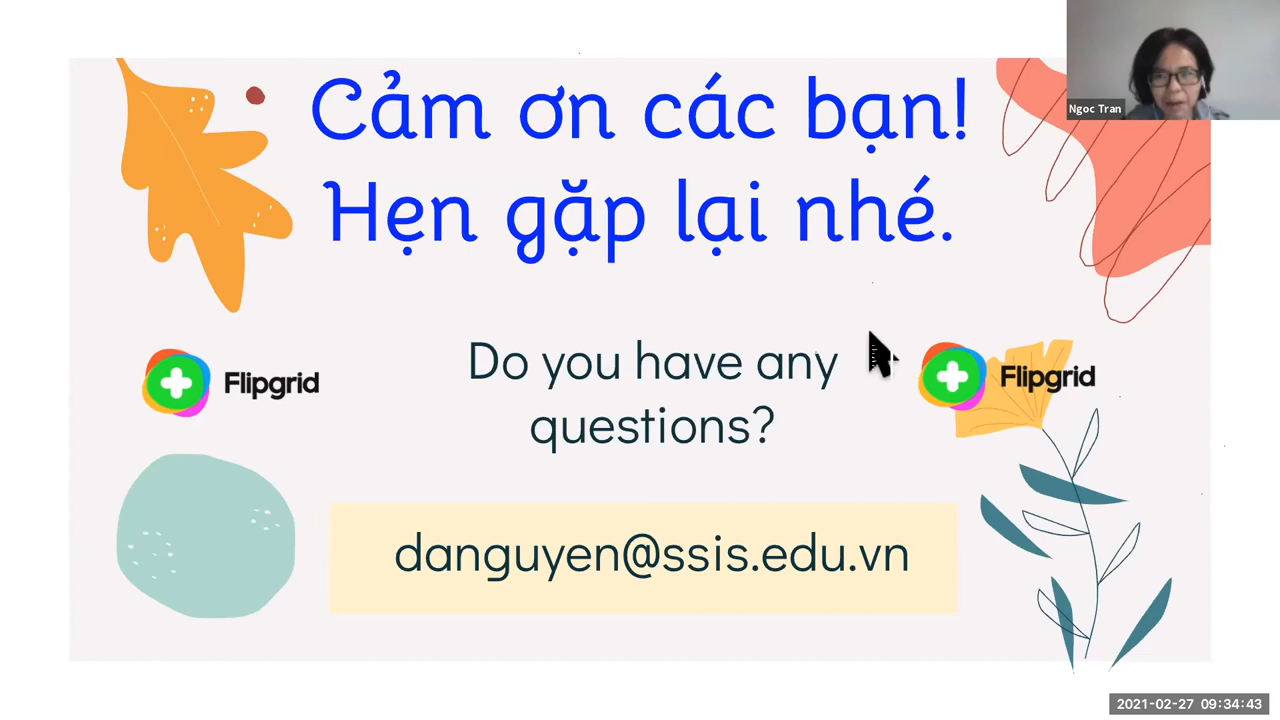 Ngoc Tran
Cảm ơn các bạn!
Hẹn gặp lại nhé.
Flipgrid
Do you have any
questions?
Flipgrid
danguyen@ssis.edu.vn
2021-02-27 09:34:43